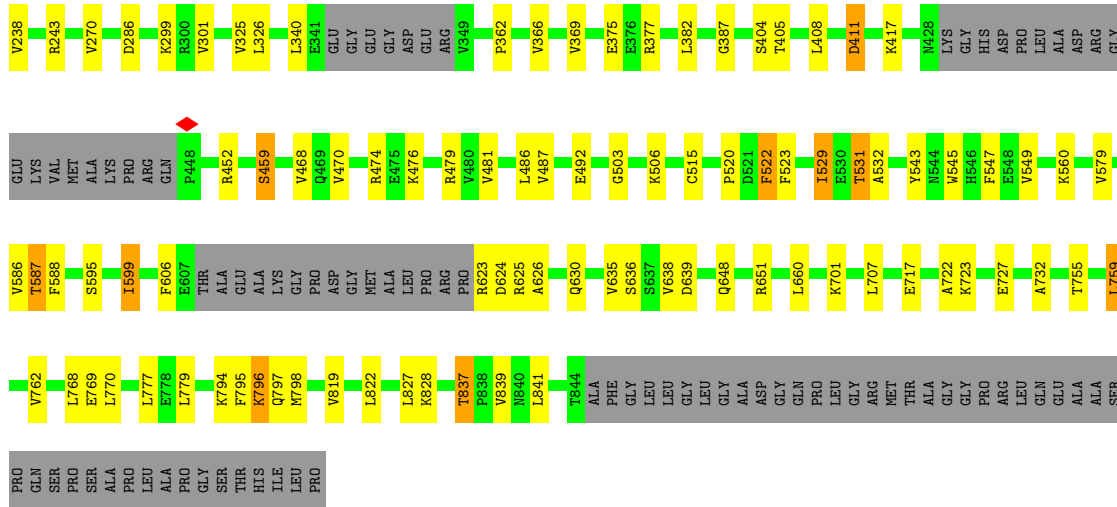 V238 R243 V270 D286 K299 R300 V301 V325 L326 L340 E341 GLU GLY GLU GLY ASP GLU ARG V349 P362 V366 V369 E375 E376 R377 L382 G387 S404 T405 L408 D411 K417 N428 LYS GLY HIS ASP PRO LEU ALA ASP ARG GLY
GLU LYS VAL MET ALA LYS PRO ARG GLN P448 R452 S459 V468 Q469 V470 R474 E475 K476 R479 V480 V481 L486 V487 E492 G503 K506 C515 P520 D521 F522 F523 I529 E530 T531 A532 Y543 N544 W545 H546 F547 E548 V549 K560 V579
V586 T587 F588 S595 I599 F606 E607 THR ALA GLU ALA LYS GLY PRO ASP GLY MET ALA LEU PRO ARG PRO R623 D624 R625 A626 Q630 V635 S636 S637 V638 D639 Q648 R651 L660 K701 L707 E717 A722 K723 E727 A732 T755 L759
V762 L768 E769 L770 L777 E778 L779 K794 F795 K796 Q797 M798 V819 L822 L827 K828 T837 P838 V839 N840 L841 T844 ALA PHE GLY LEU LEU GLY LEU GLY ALA ASP GLY GLN PRO LEU GLY ARG MET THR ALA GLY GLY PRO ARG LEU GLN GLU ALA ALA SER
PRO GLN SER PRO SER ALA PRO LEU ALA PRO GLY SER THR HIS ILE LEU PRO